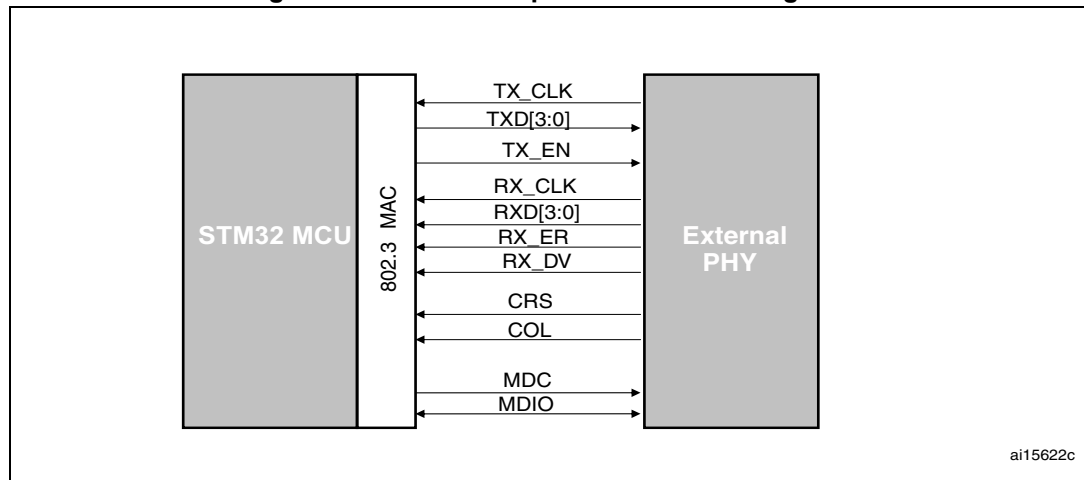 TX_CLK
TXD[3:0]
TX_EN
RX_CLK
RXD[3:0]
RX_ER
RX_DV
CRS
COL
MDC
MDIO
STM32 MCU
802.3 MAC
External
PHY
ai15622c